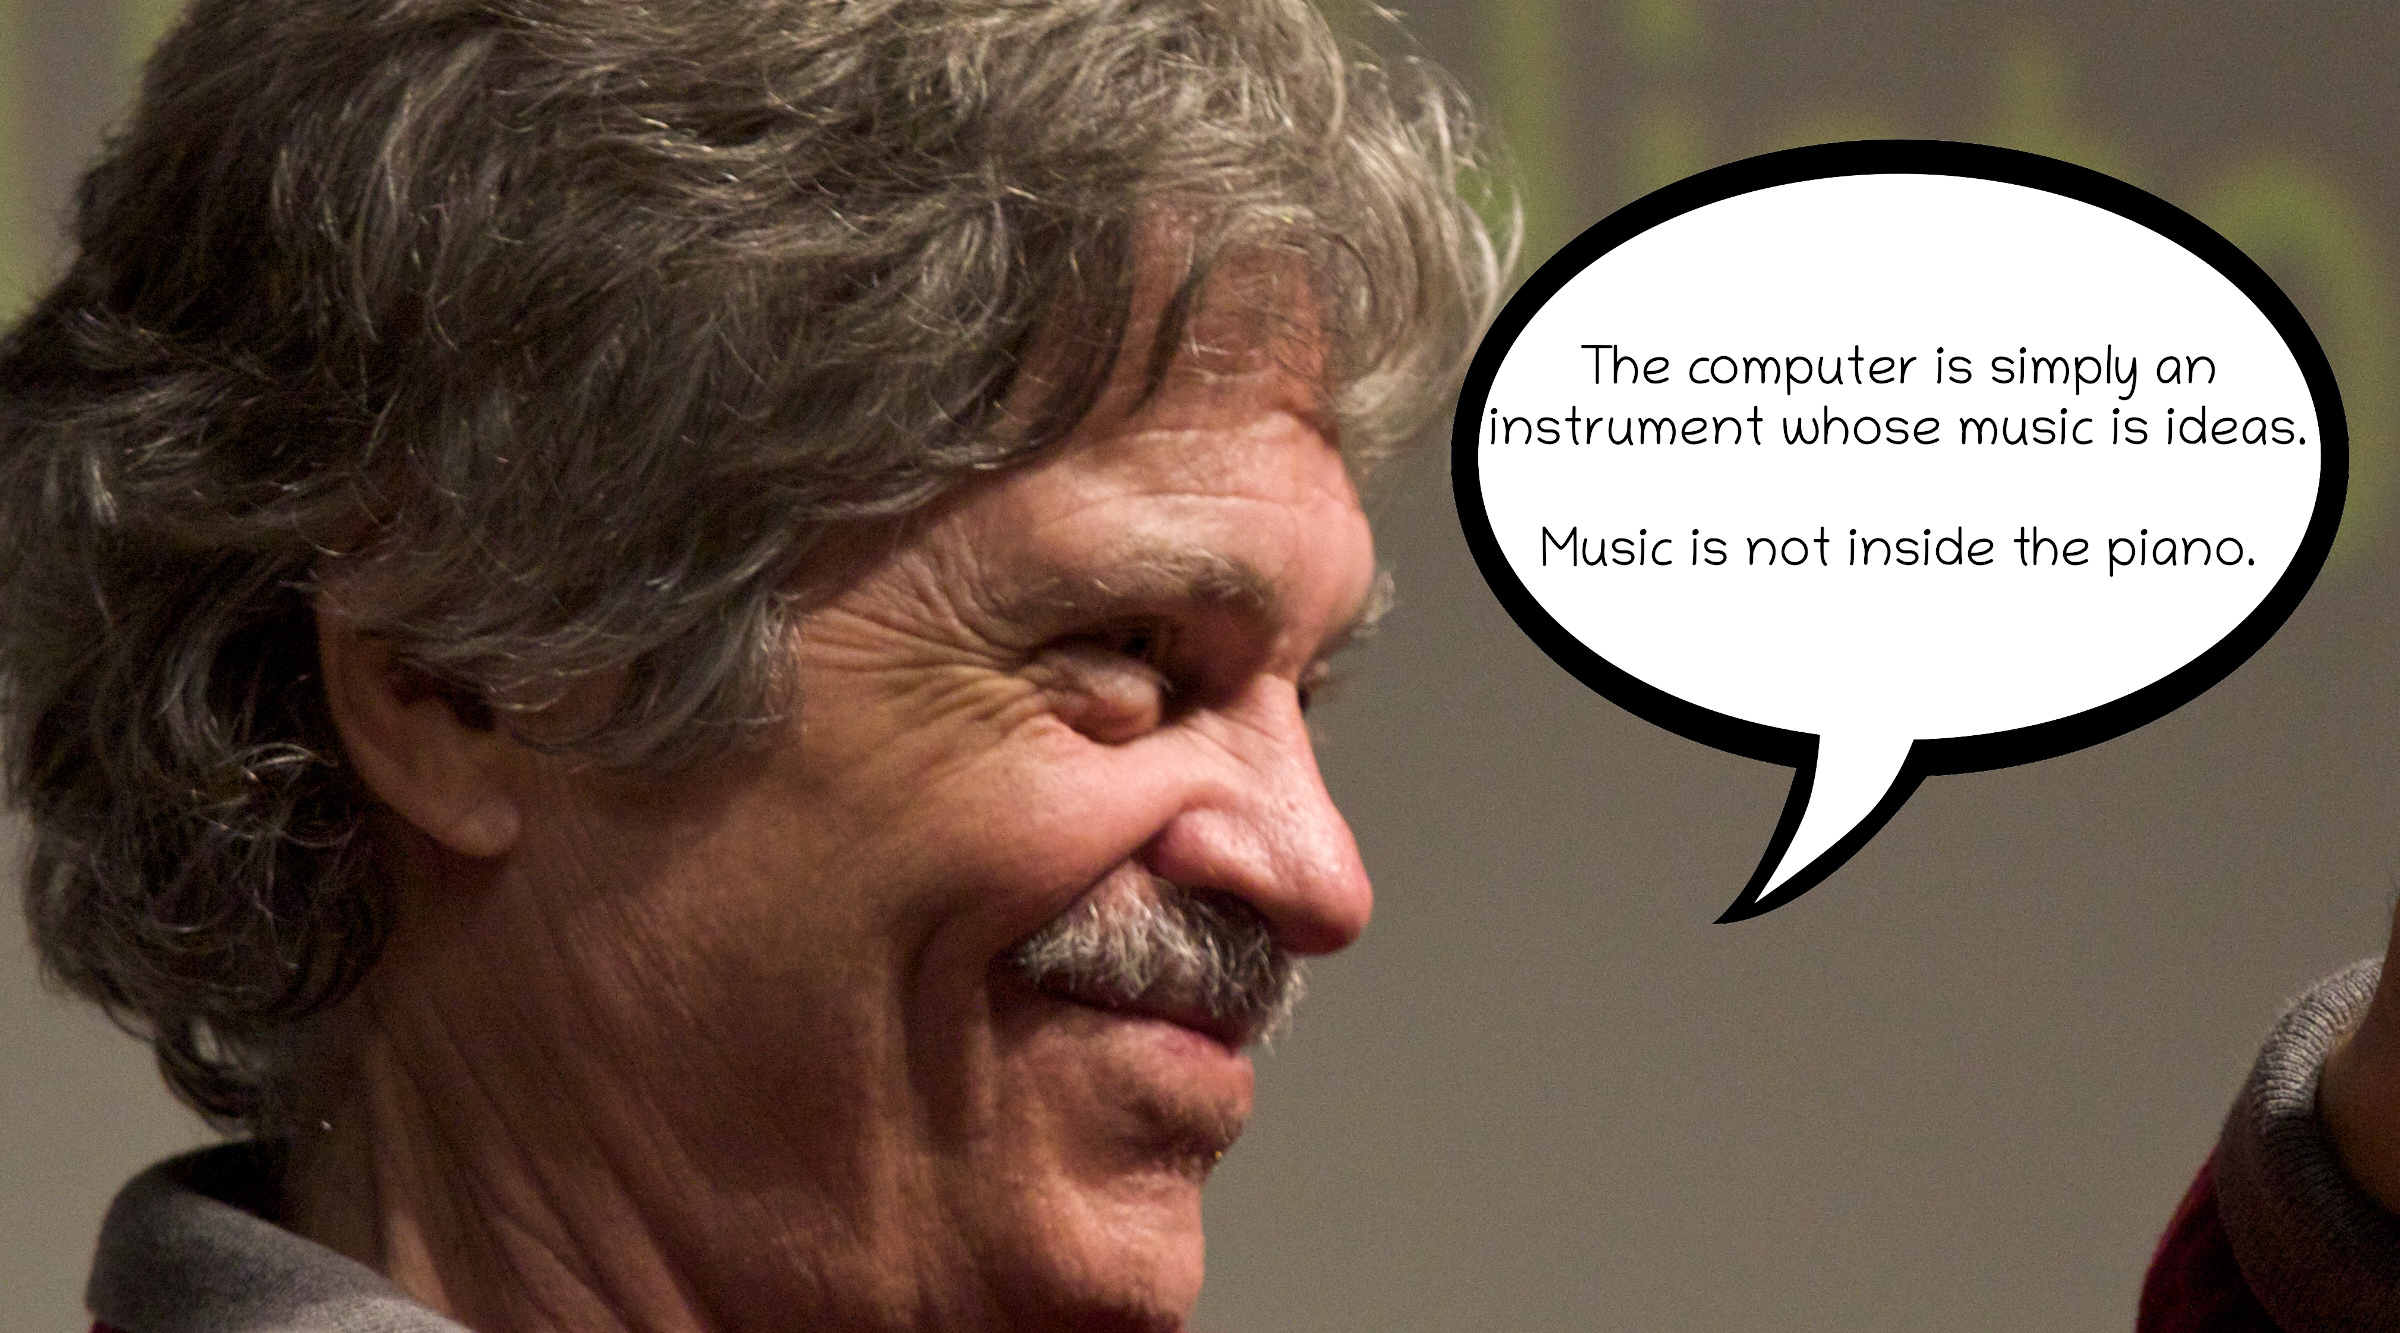 The computer is simply an
instrument whose music is ideas.
Music is not inside the piano.